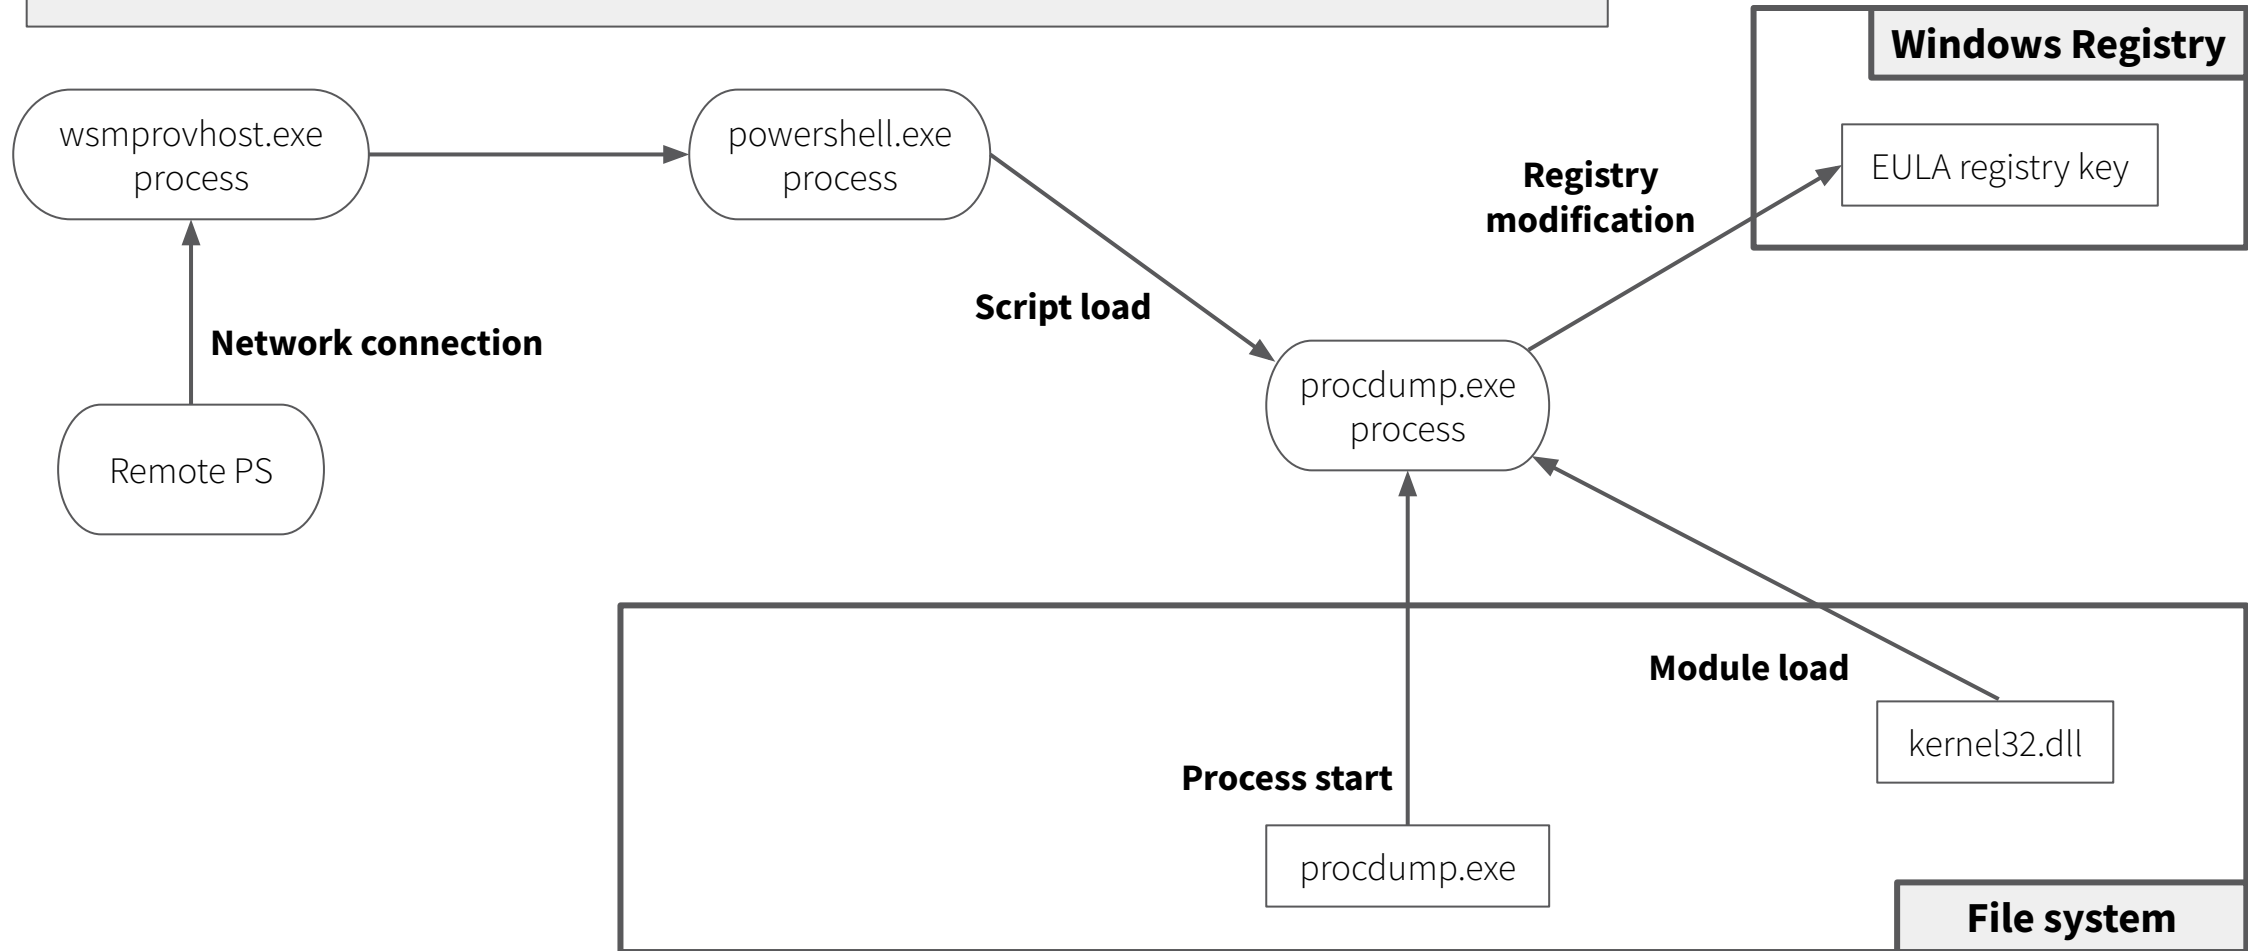 Windows Registry
wsmprovhost.exe
process
powershell.exe
process
EULA registry key
Registry
modification
Script load
Network connection
procdump.exe
process
Remote PS
Module load
kernel32.dll
Process start
procdump.exe
File system